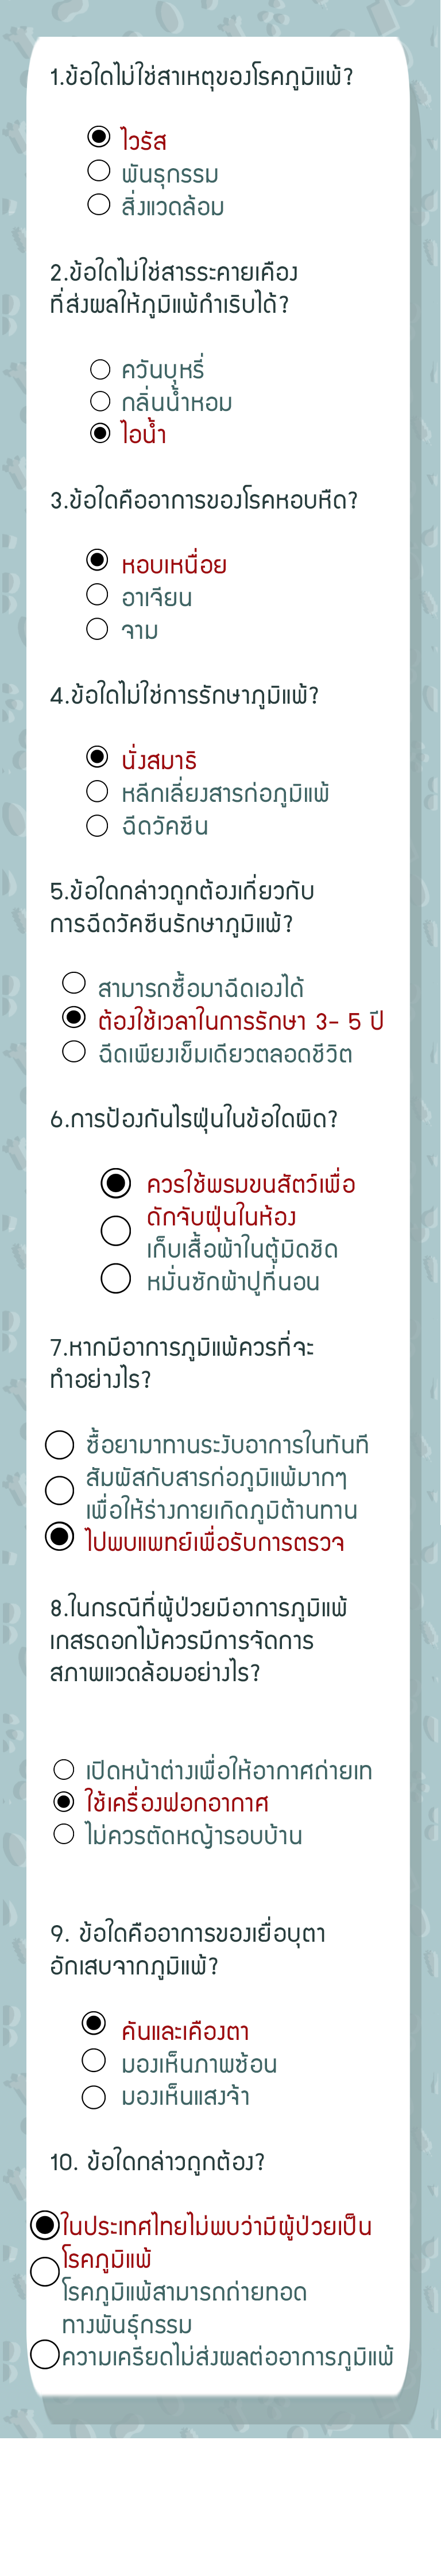 1.ข้อใดไม่ใช่สาเหตุของโรคภูมิแพ้?
ไวรัส
พันธุกรรม
สิ่งแวดล้อม
2.ข้อใดไม่ใช่สารระคายเคือง
ที่ส่งผลให้ภูมิแพ้กำเริบได้?
ควันบุหรี่
กลิ่นน้ำหอม
ไอน้ำ
3.ข้อใดคืออาการของโรคหอบหืด?
หอบเหนื่อย
อาเจียน
จาม
4.ข้อใดไม่ใช่การรักษาภูมิแพ้?
นั่งสมาธิ
หลีกเลี่ยงสารก่อภูมิแพ้
ฉีดวัคซีน
5.ข้อใดกล่าวถูกต้องเกี่ยวกับ
การฉีดวัคซีนรักษาภูมิแพ้?
สามารถซื้อมาฉีดเองได้
ต้องใช้เวลาในการรักษา 3- 5 ปี
ฉีดเพียงเข็มเดียวตลอดชีวิต
6.การป้องกันไรฝุ่นในข้อใดผิด?
ควรใช้พรมขนสัตว์เพื่อ
ดักจับฝุ่นในห้อง
เก็บเสื้อผ้าในตู้มิดชิด
หมั่นซักผ้าปูที่นอน
7.หากมีอาการภูมิแพ้ควรที่จะ
ทำอย่างไร?
ซื้อยามาทานระงับอาการในทันที
สัมผัสกับสารก่อภูมิแพ้มากๆ
เพื่อให้ร่างกายเกิดภูมิต้านทาน
ไปพบแพทย์เพื่อรับการตรวจ
8.ในกรณีที่ผู้ป่วยมีอาการภูมิแพ้
เกสรดอกไม้ควรมีการจัดการ
สภาพแวดล้อมอย่างไร?
เปิดหน้าต่างเพื่อให้อากาศถ่ายเท
ใช้เครื่องฟอกอากาศ
ไม่ควรตัดหญ้ารอบบ้าน
9. ข้อใดคืออาการของเยื่อบุตา
อักเสบจากภูมิแพ้?
คันและเคืองตา
มองเห็นภาพซ้อน
มองเห็นแสงจ้า
10. ข้อใดกล่าวถูกต้อง?
ในประเทศไทยไม่พบว่ามีผู้ป่วยเป็น
โรคภูมิแพ้
โรคภูมิแพ้สามารถถ่ายทอด
ทางพันธุ์กรรม
ความเครียดไม่ส่งผลต่ออาการภูมิแพ้